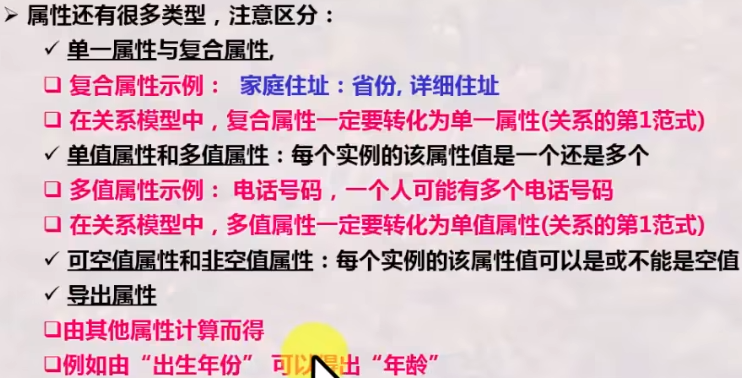 ➢ 属性还有很多类型，注意区分：
✓ 单一属性与复合属性,
❑ 复合属性示例： 家庭住址：省份, 详细住址
❑ 在关系模型中，复合属性一定要转化为单一属性(关系的第1范式)
✓ 单值属性和多值属性：每个实例的该属性值是一个还是多个
❑ 多值属性示例： 电话号码，一个人可能有多个电话号码
❑ 在关系模型中，多值属性一定要转化为单值属性(关系的第1范式)
✓ 可空值属性和非空值属性：每个实例的该属性值可以是或不能是空值
✓ 导出属性
❑由其他属性计算而得
❑例如由“出生年份” 可以得出“年龄”